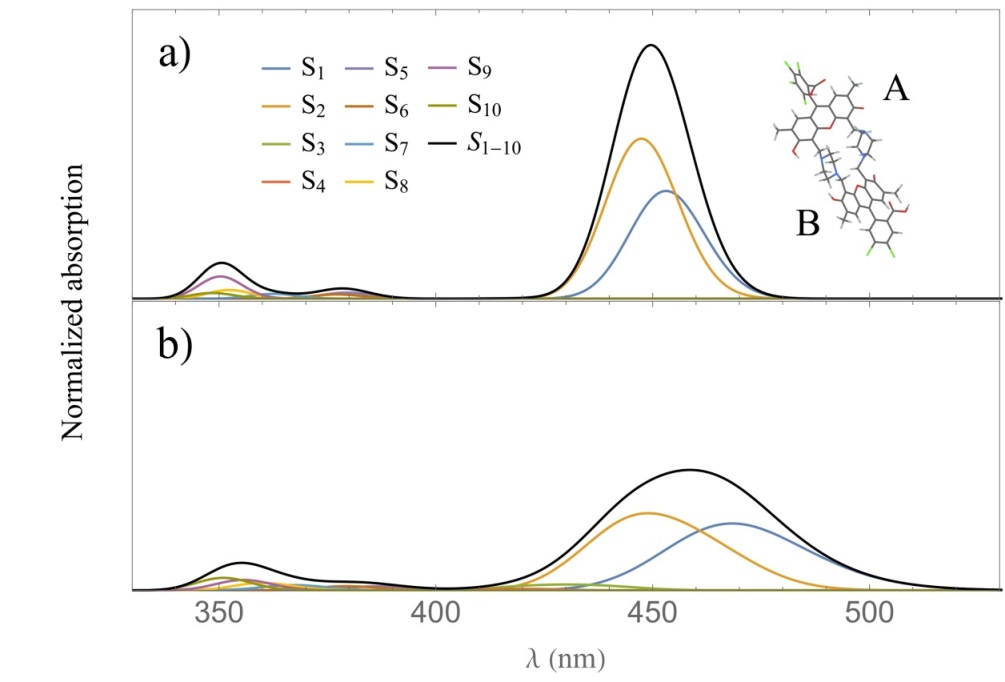 a)
S1 S5 S9
S2 S6 S10
S3 S7 S1−10
S4 S8
A
B
Normalized absorption
b)
350 400 450 500
λ (nm)